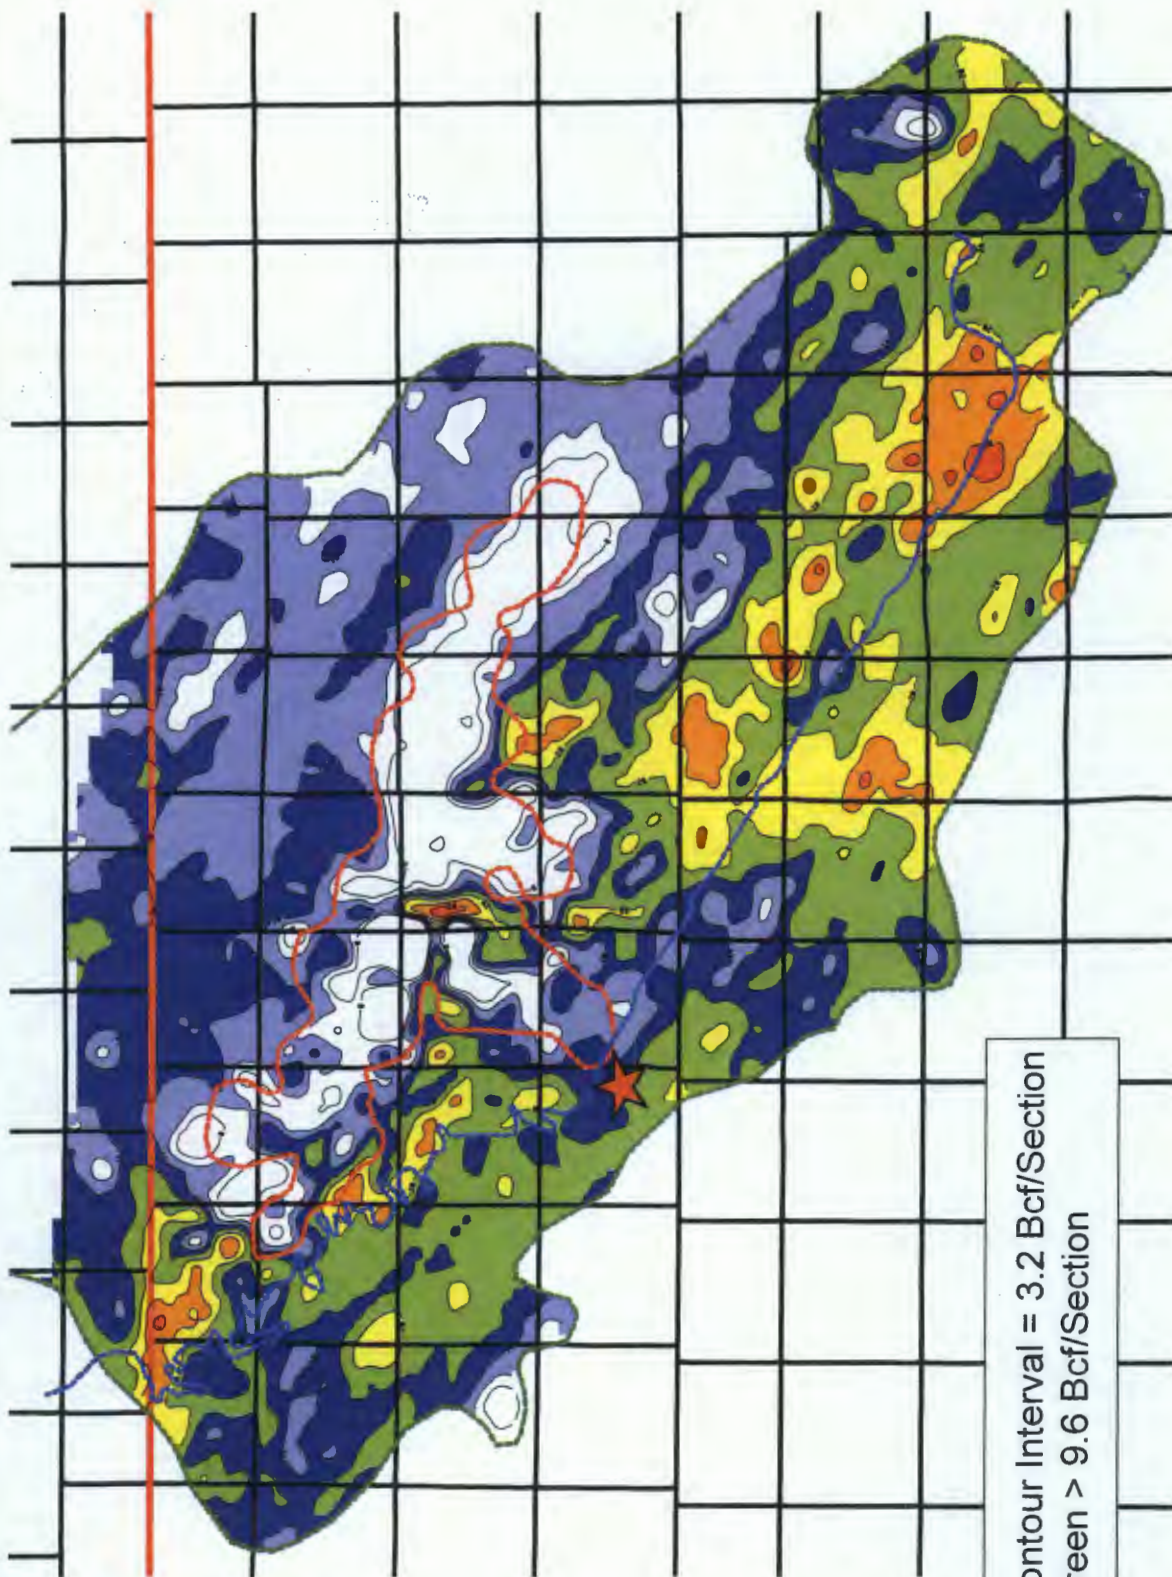 ontour Interval = 3.2 Bcf/Section
reen > 9.6 Bcf/Section